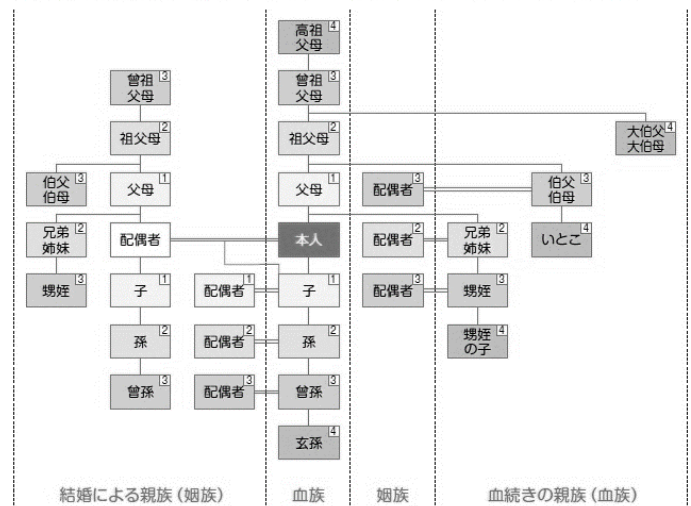 高祖 4
父母
曾祖 3
父母
曾祖 3
父母
祖父母 2
祖父母 2
大伯父 4
大伯母
伯父 3
伯母
父母 1
父母 1
配偶者 3
伯父 3
伯母
兄弟 2
姉妹
配偶者
本人
配偶者 2
兄弟 2
姉妹
いとこ 4
甥姪 3
子 1
配偶者 1
子 1
配偶者 3
甥姪 3
孫 2
配偶者 2
孫 2
甥姪 4
の子
曾孫 3
配偶者 3
曾孫 3
玄孫 4
結婚による親族(姻族)
血族
姻族
血続きの親族(血族)